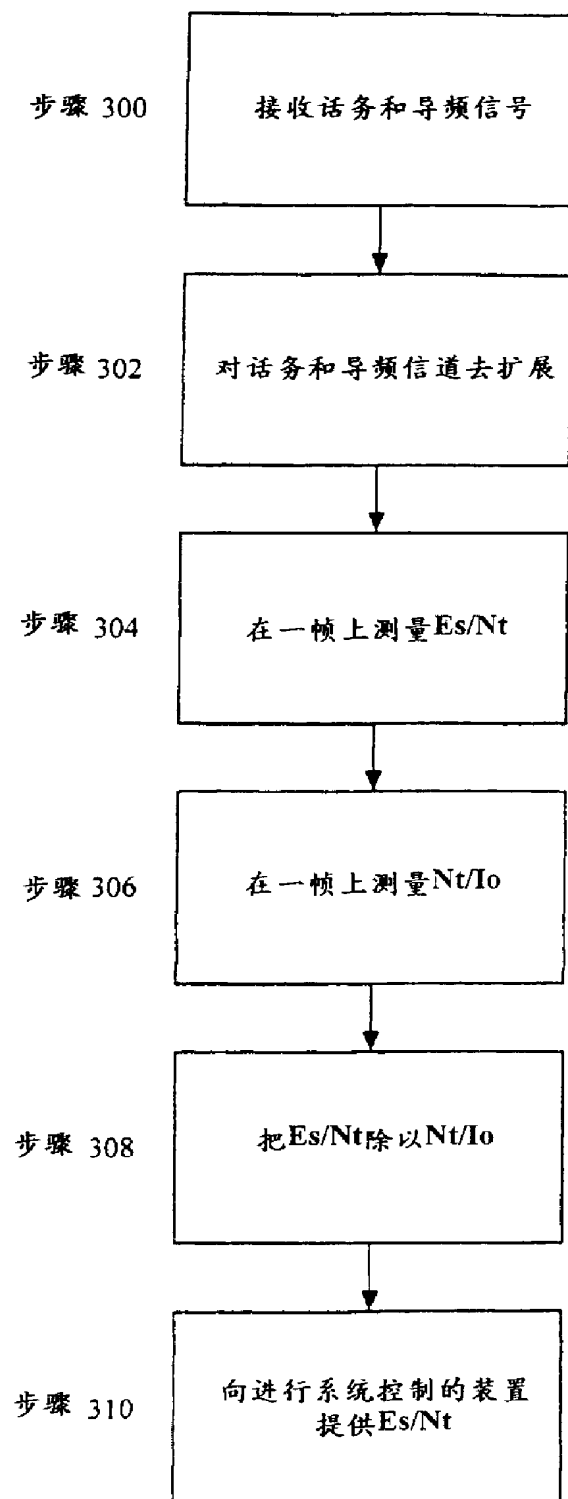 步骤 300
接收话务和导频信号
步骤 302
对话务和导频信道去扩展
步骤 304
在一帧上测量Es/Nt
步骤 306
在一帧上测量Nt/Io
步骤 308
把Es/Nt除以Nt/Io
步骤 310
向进行系统控制的装置
提供Es/Nt